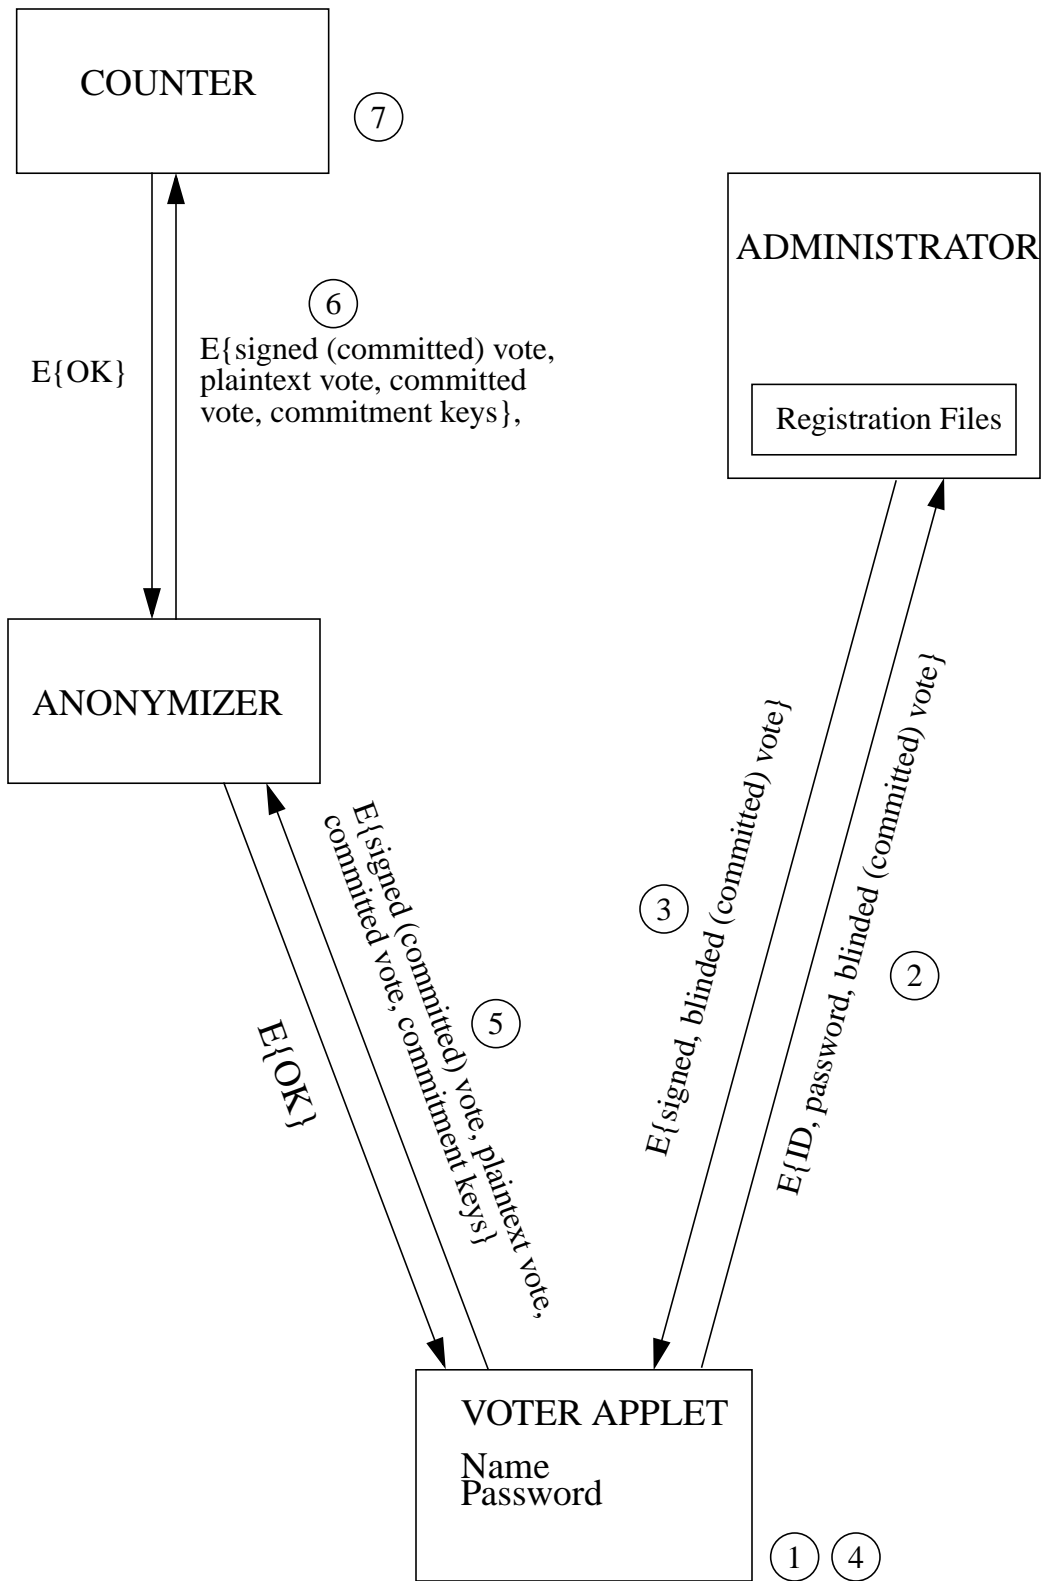 COUNTER
7
ADMINISTRATOR
6
E{OK}
E{signed (committed) vote,
plaintext vote, committed
vote, commitment keys},
Registration Files
ANONYMIZER
E{signed (committed) vote, plaintext vote,
committed vote, commitment keys}
5
E{OK}
3
E{signed, blinded (committed) vote}
E{ID, password, blinded (committed) vote}
2
VOTER APPLET
Name
Password
1 4